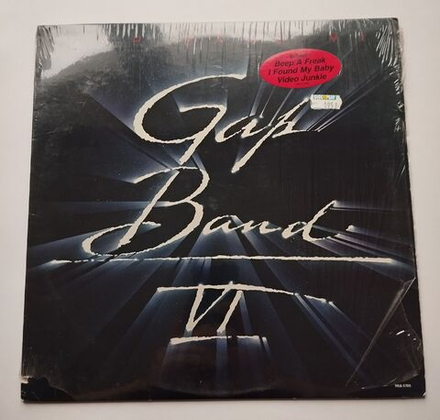 Beep A Freak
I Found My Baby
Video Junkie
Gap
Band
VI